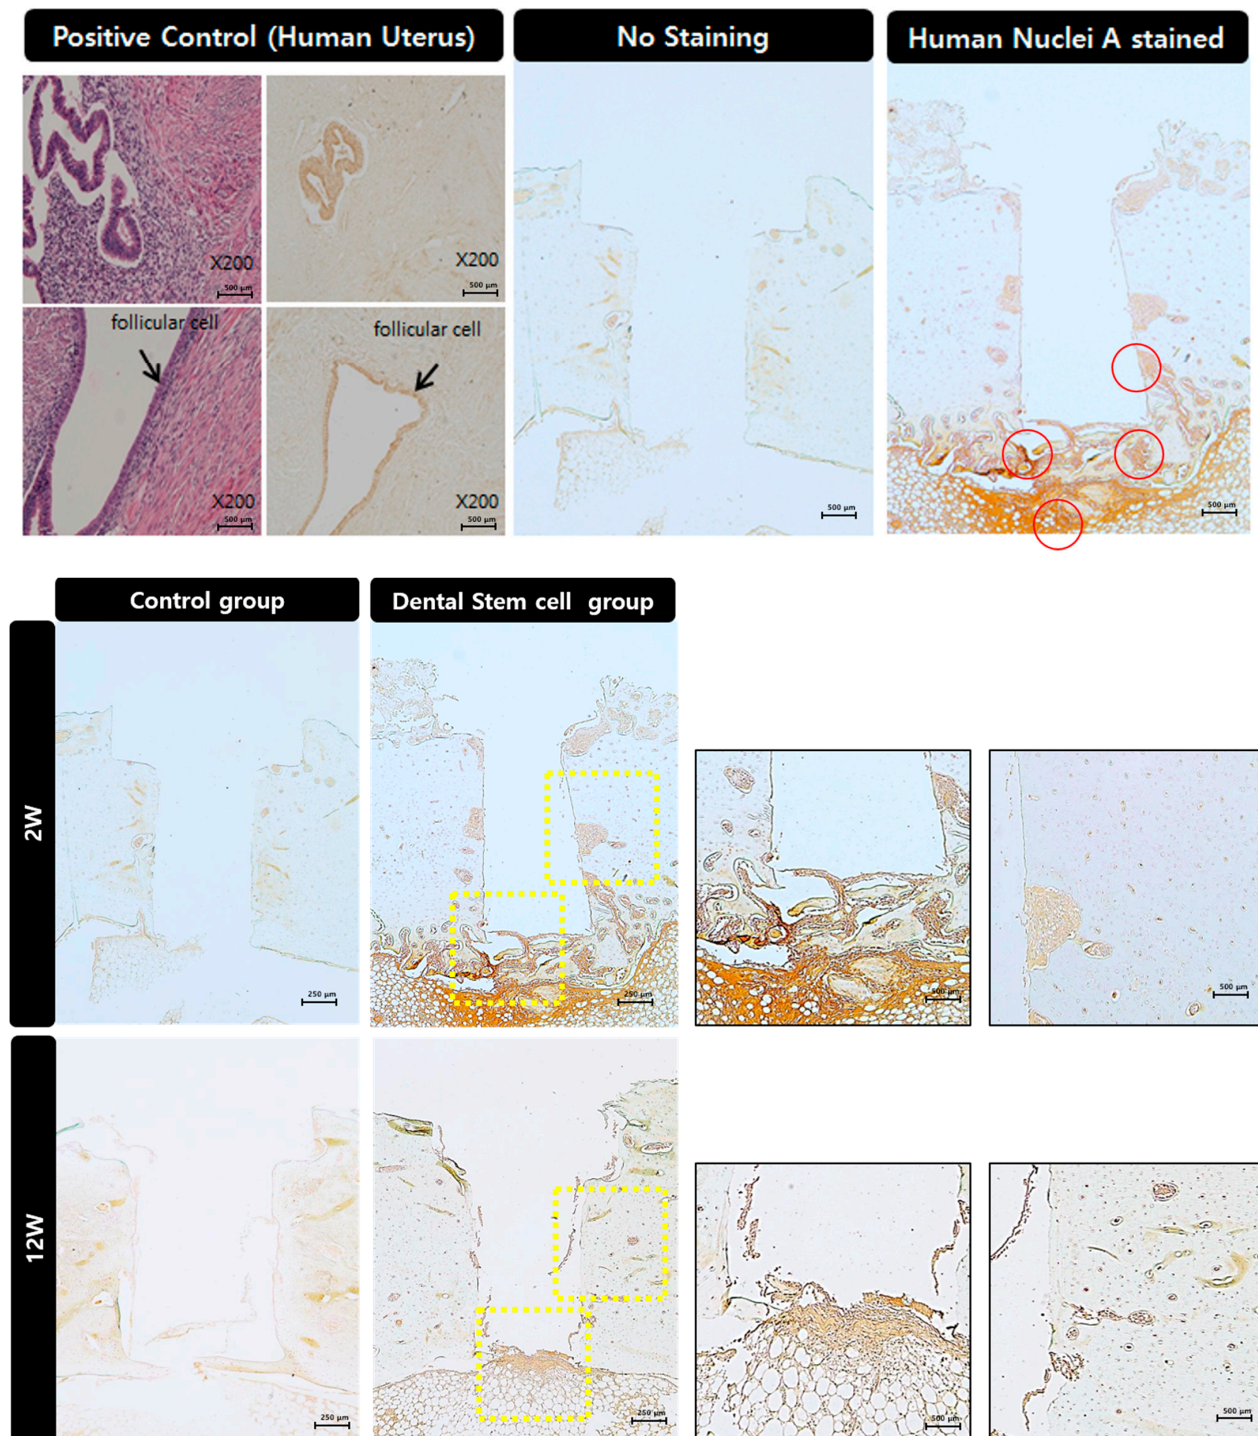 Positive Control (Human Uterus)
No Staining
Human Nuclei A stained
X200
500 μm
X200
500 μm
follicular cell
X200
500 μm
follicular cell
X200
500 μm
500 μm
500 μm
Control group
Dental Stem cell group
2W
250 μm
250 μm
500 μm
500 μm
12W
250 μm
250 μm
500 μm
500 μm